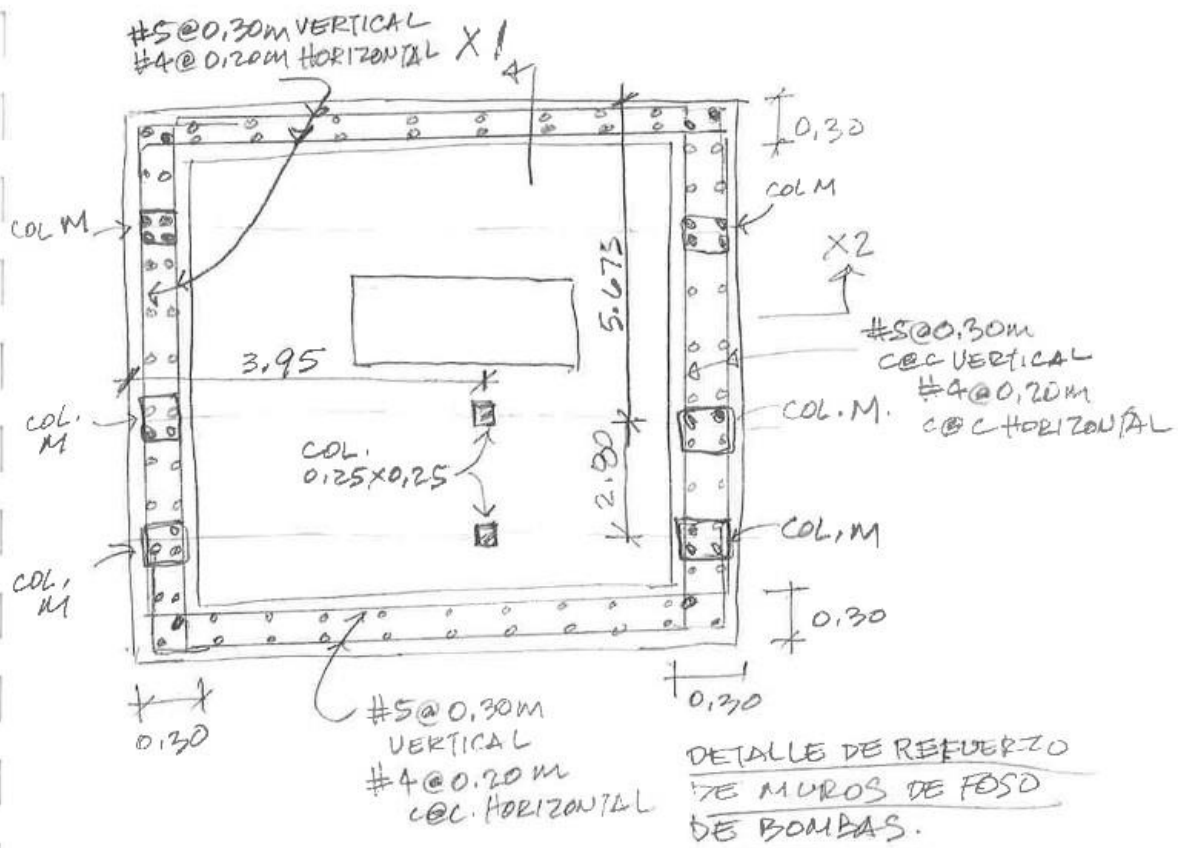 #5@0,30m VERTICAL
#4@0,20m HORIZONTAL
X1
0,30
COL M
COL M
X2
5.675
#5@0.30m
C@C VERTICAL
#4@0,20m
C@C HORIZONTAL
3.95
COL.
M
COL. M.
COL.
0,25X0,25
2.80
COL, M
COL,
M
0,30
0,30
0,30
#5@0,30m
VERTICAL
#4@0.20m
C@C. HORIZONTAL
DETALLE DE REFUERZO
DE MUROS DE FOSO
DE BOMBAS.